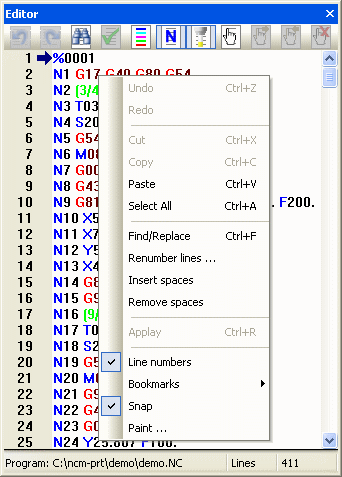 Editor
N
1 %0001
2 N1 G17 G40 G80 G54
3 N2 (3/4
4 N3 T03
5 N4 S20
6 N5 G54
7 N6 M08
8 N7 G00
9 N8 G43
10 N9 G81 F200.
11 N10 X5
12 N11 X7
13 N12 Y5
14 N13 X4
15 N14 G8
16 N15 G9
17 N16 (9/
18 N17 T0
19 N18 S2
20 N19 G5
21 N20 M0
22 N21 G9
23 N22 G4
24 N23 G0
25 N24 Y25.807 F100.
Undo Ctrl+Z
Redo
Cut Ctrl+X
Copy Ctrl+C
Paste Ctrl+V
Select All Ctrl+A
Find/Replace Ctrl+F
Renumber lines ...
Insert spaces
Remove spaces
Applay Ctrl+R
Line numbers
Bookmarks
Snap
Paint ...
Program: C:\ncm-prt\demo\demo.NC Lines 411